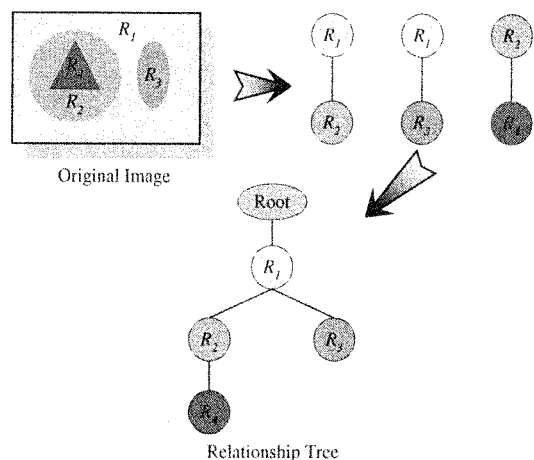 R1
R4
R2
R3
Original Image
R1 R1 R2
R2 R3 R4
Root
R1
R2 R3
R4
Relationship Tree